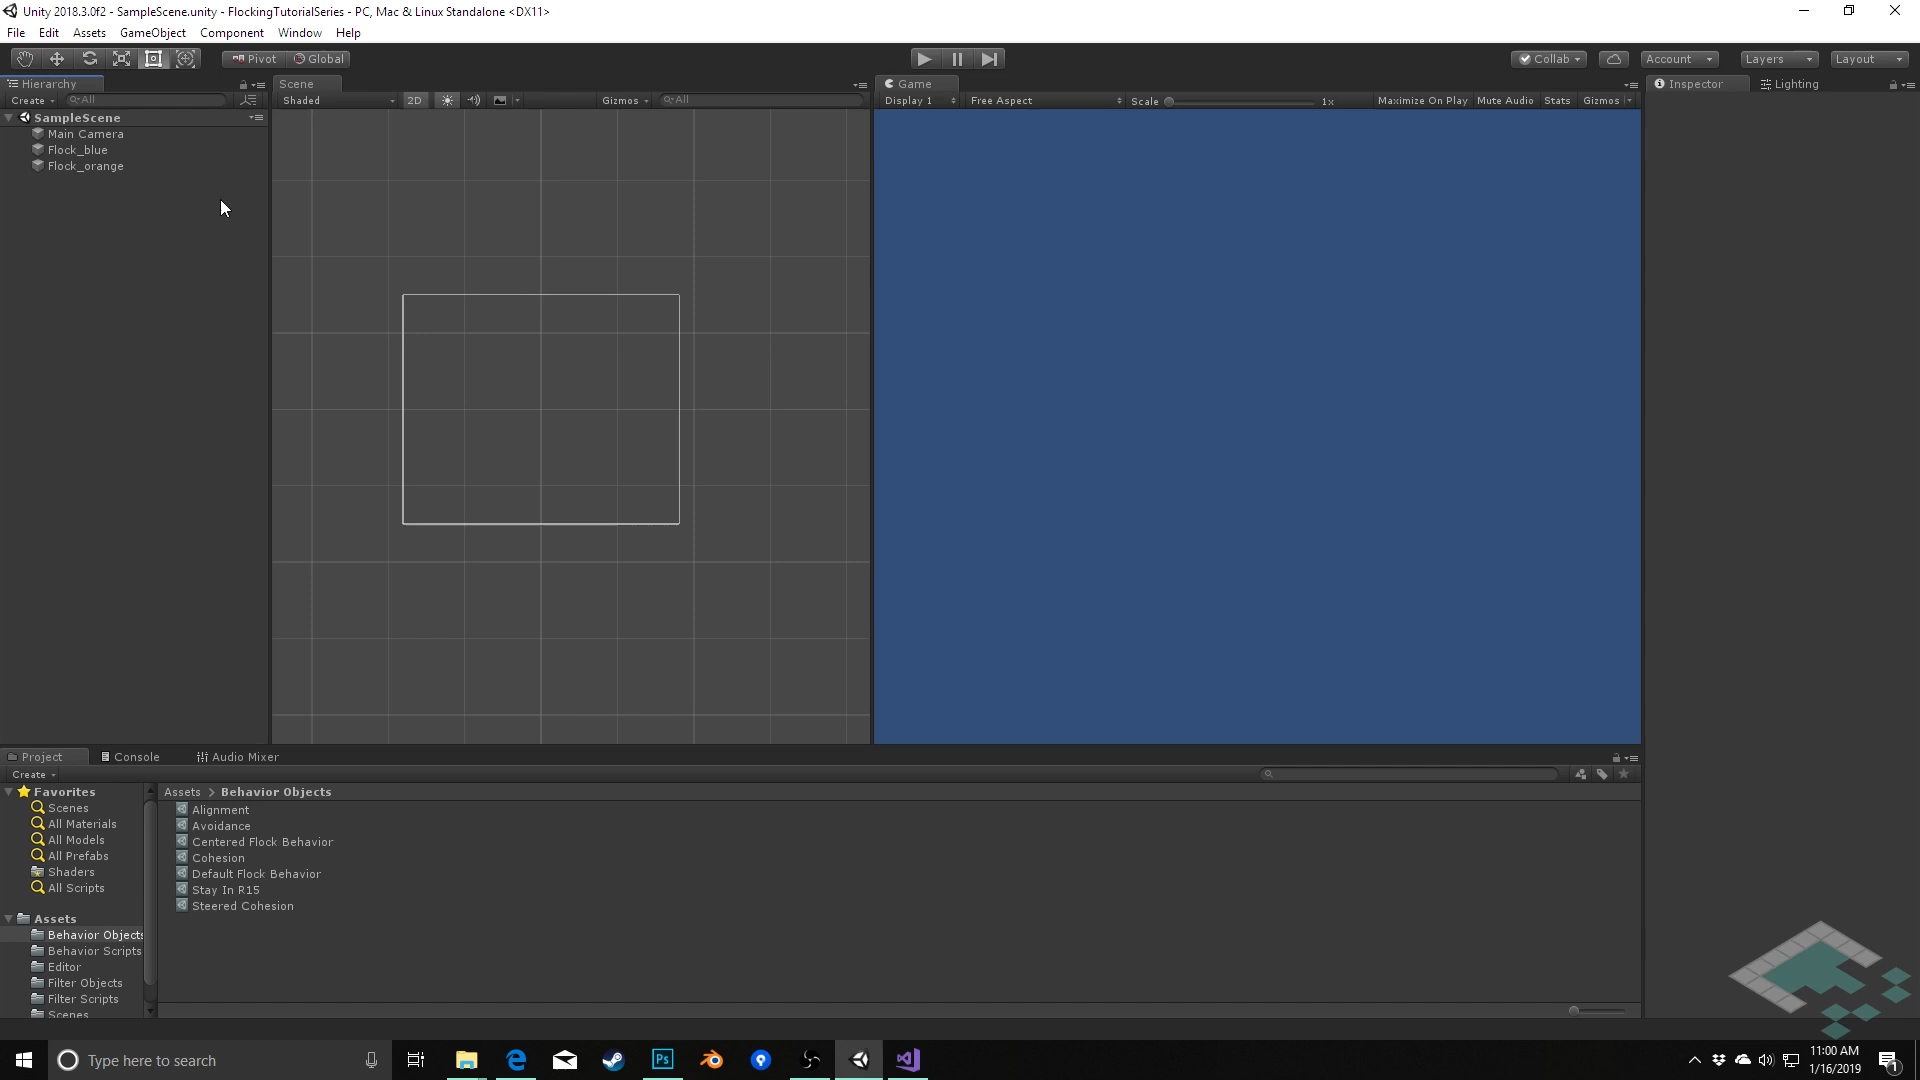 Unity 2018.3.0f2 - SampleScene.unity - FlockingTutorialSeries - PC, Mac & Linux Standalone <DX11>
File Edit Assets GameObject Component Window Help
Pivot Global Collab Account Layers Layout
Hierarchy Scene Game Inspector Lighting
Create All Shaded 2D Gizmos All Display 1 Free Aspect Scale 1x Maximize On Play Mute Audio Stats Gizmos
SampleScene
Main Camera
Flock_blue
Flock_orange
Project Console Audio Mixer
Create
Favorites
Scenes
All Materials
All Models
All Prefabs
Shaders
All Scripts
Assets
Behavior Objects
Behavior Scripts
Editor
Filter Objects
Filter Scripts
Scenes
Assets > Behavior Objects
Alignment
Avoidance
Centered Flock Behavior
Cohesion
Default Flock Behavior
Stay In R15
Steered Cohesion
Type here to search
Ps
11:00 AM
1/16/2019
1